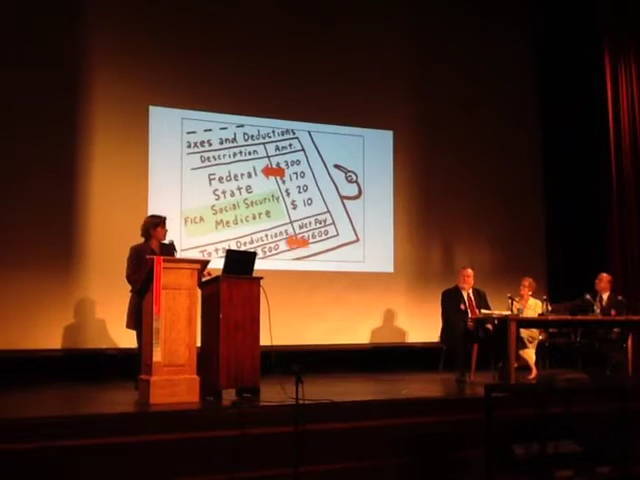 axes and Deductions
Description Amt.
Federal $300
State $170
FICA Social Security $ 20
Medicare $ 10
Total Deductions Net Pay
$500 $1600